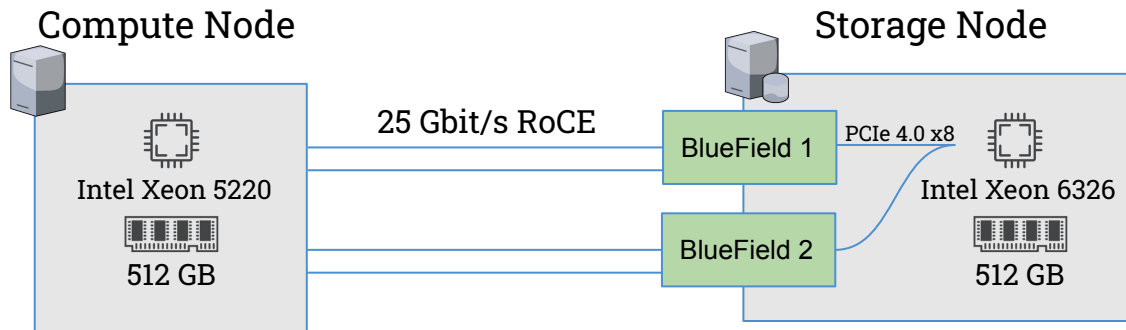 Compute Node
Storage Node
25 Gbit/s RoCE
BlueField 1
PCIe 4.0 x8
Intel Xeon 5220
Intel Xeon 6326
BlueField 2
512 GB
512 GB